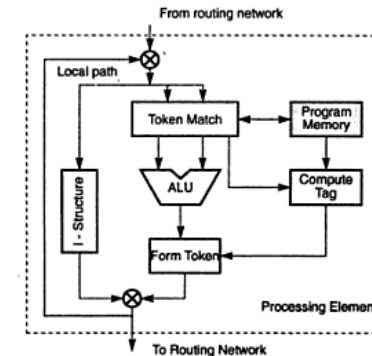 From routing network
Local path
Token Match
Program
Memory
ALU
Compute
Tag
I - Structure
Form Token
Processing Element
To Routing Network